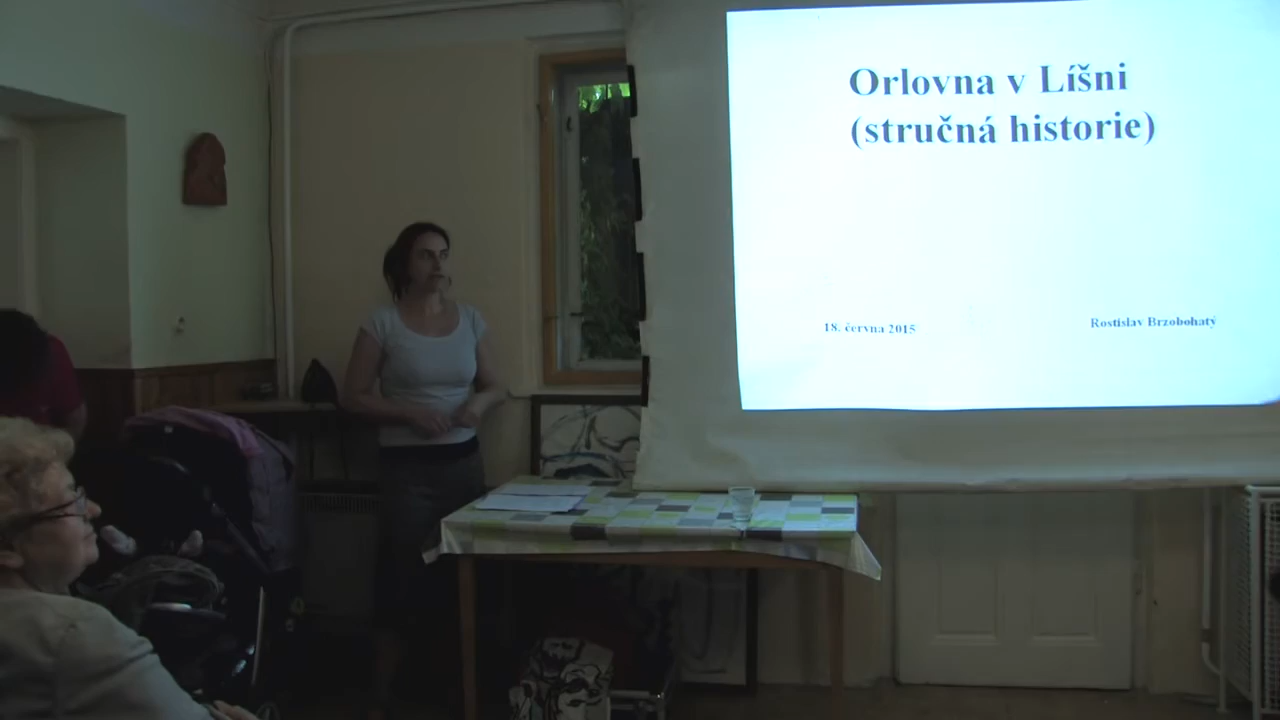 Orlovna v Líšni
(stručná historie)
18. června 2015
Rostislav Brzobohatý